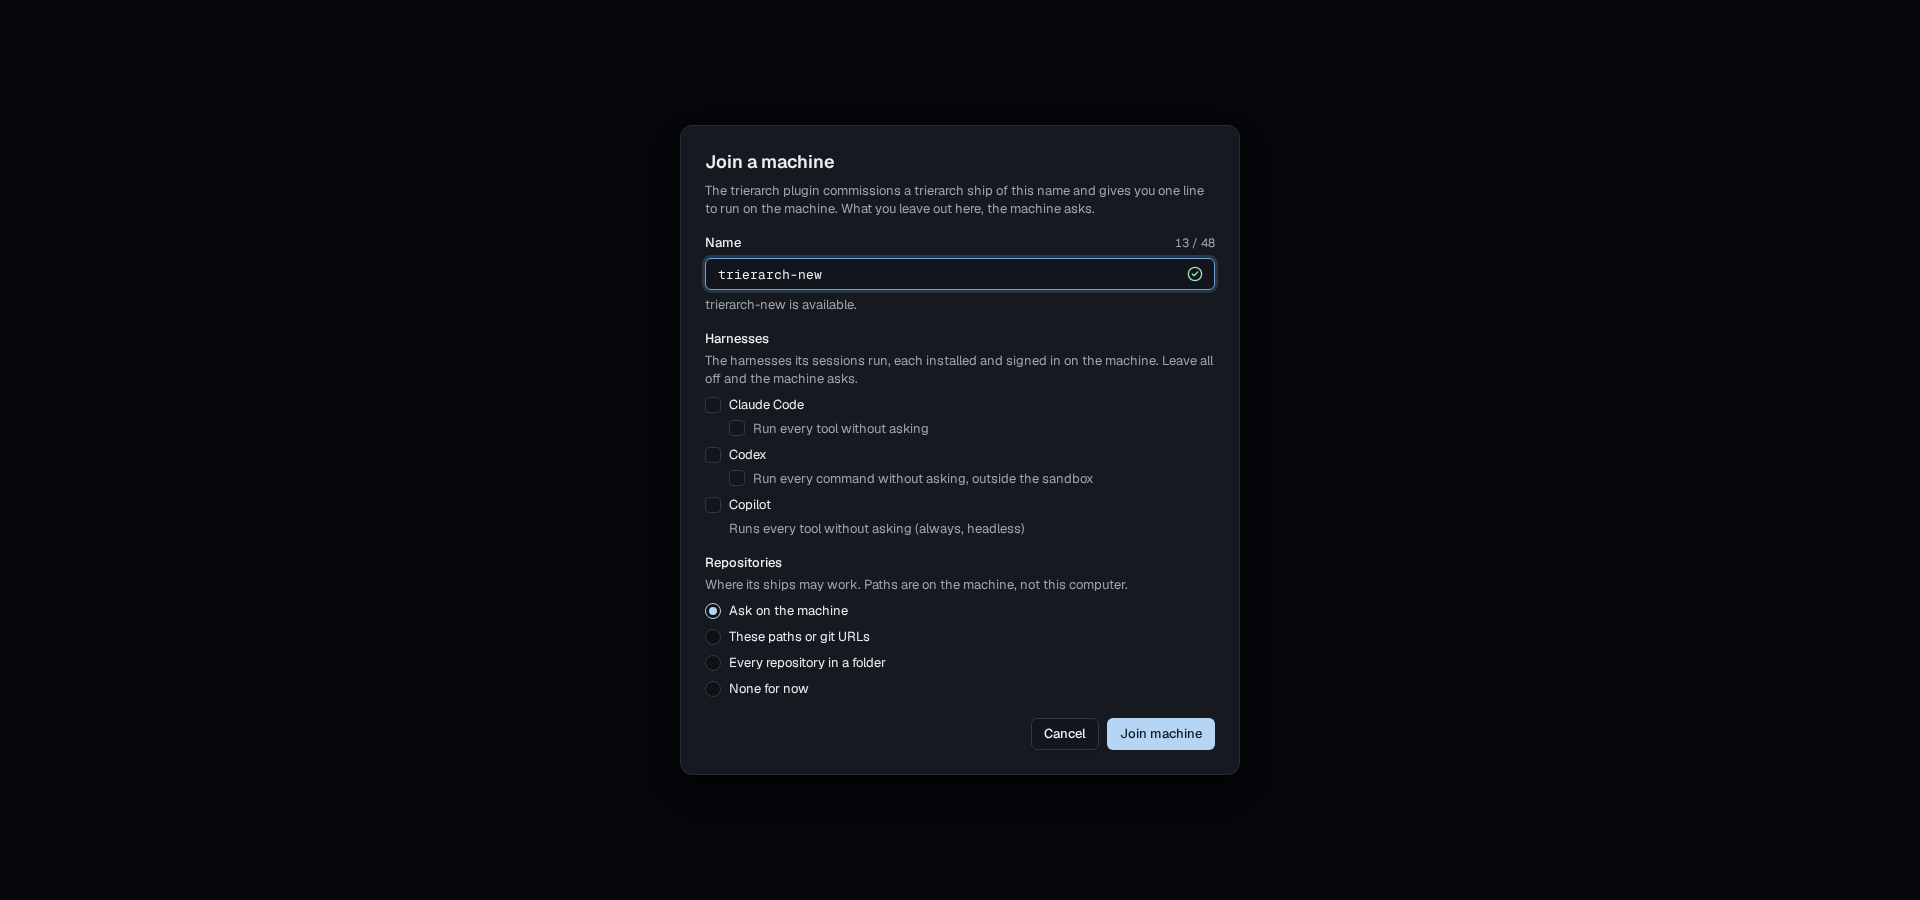 Join a machine
The trierarch plugin commissions a trierarch ship of this name and gives you one line
to run on the machine. What you leave out here, the machine asks.
Name
13 / 48
trierarch-new
trierarch-new is available.
Harnesses
The harnesses its sessions run, each installed and signed in on the machine. Leave all
off and the machine asks.
Claude Code
Run every tool without asking
Codex
Run every command without asking, outside the sandbox
Copilot
Runs every tool without asking (always, headless)
Repositories
Where its ships may work. Paths are on the machine, not this computer.
Ask on the machine
These paths or git URLs
Every repository in a folder
None for now
Cancel
Join machine